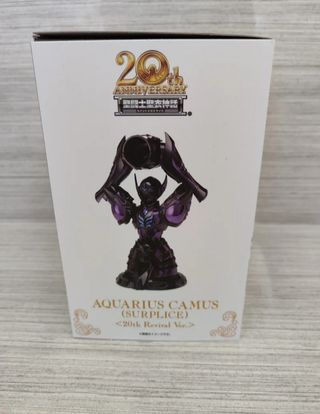 20th
ANNIVERSARY
聖闘士聖衣神話
AQUARIUS CAMUS
(SURPLICE)
<20th Revival Ver.>